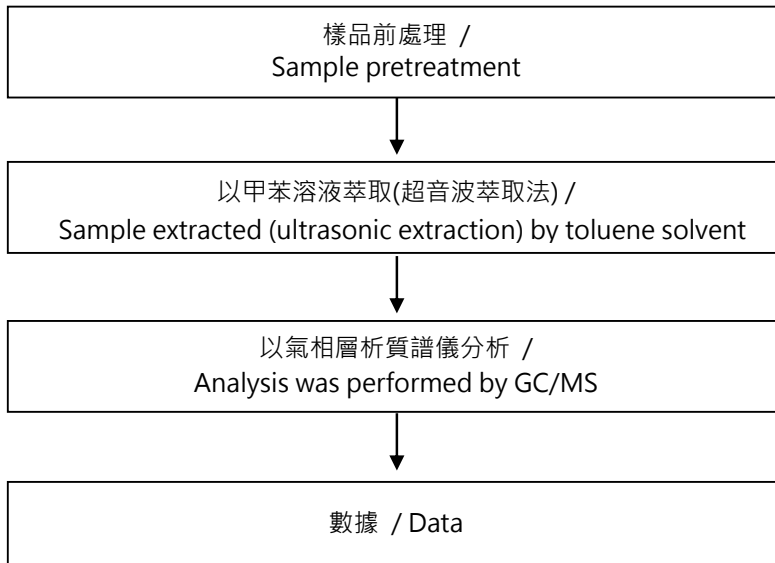 樣品前處理 /
Sample pretreatment
以甲苯溶液萃取(超音波萃取法) /
Sample extracted (ultrasonic extraction) by toluene solvent
以氣相層析質譜儀分析 /
Analysis was performed by GC/MS
數據 / Data